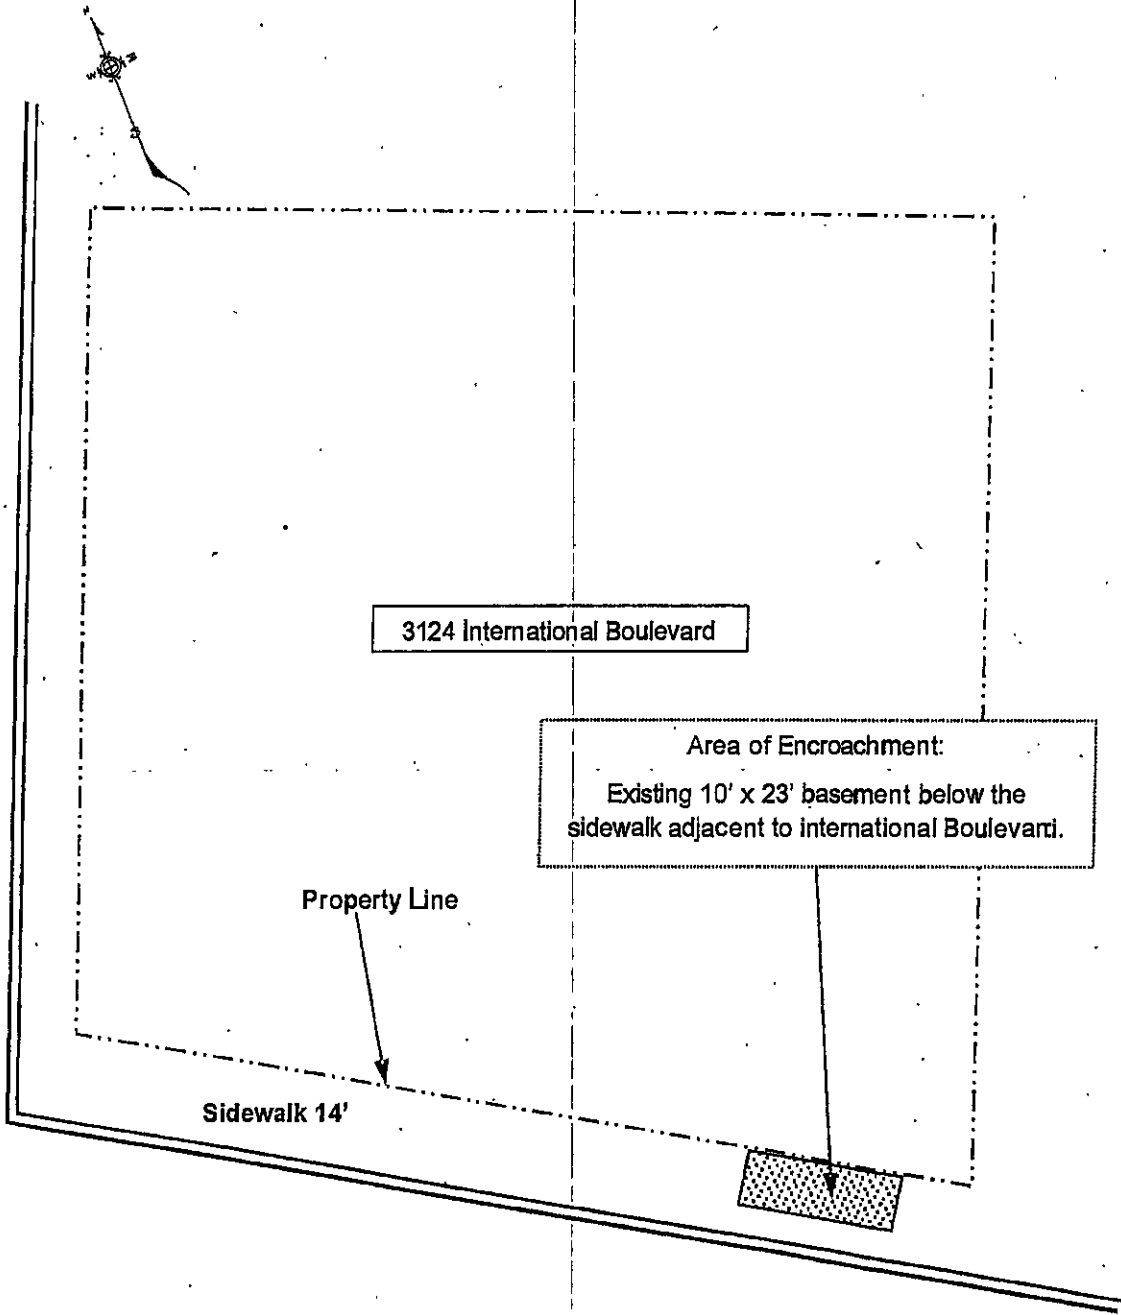 N
W
3124 International Boulevard
Area of Encroachment:
Existing 10' x 23' basement below the
sidewalk adjacent to International Boulevard.
Property Line
Sidewalk 14'